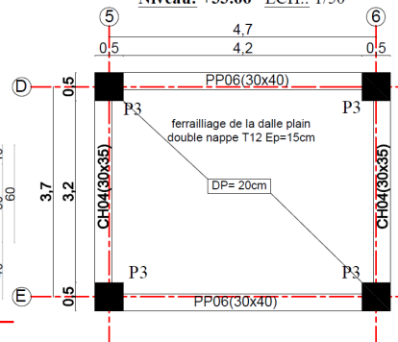 Niveau: +33.66 ECH.: 1/50
5
6
4,7
0,5
4,2
0,5
D
PP06(30x40)
P3
P3
ferrailliage de la dalle plain
double nappe T12 Ep=15cm
DP= 20cm
CH04(30x35)
CH04(30x35)
0,5
3,7
3,2
60
P3
P3
E
0,5
PP06(30x40)